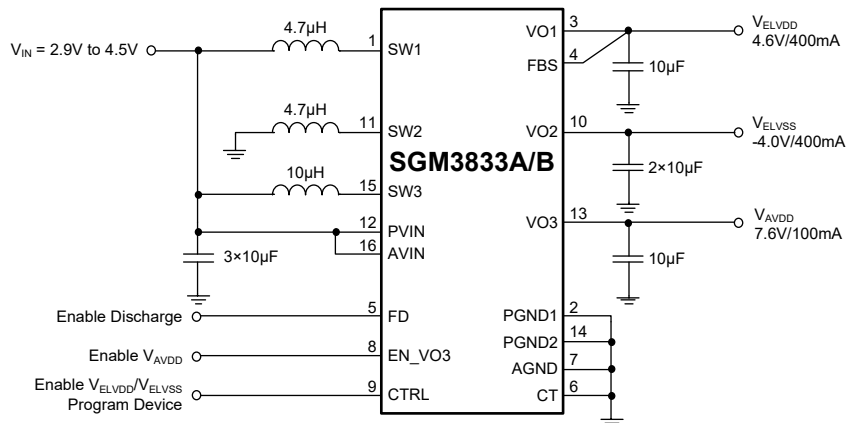 4.7µH
V_IN = 2.9V to 4.5V
1
SW1
4.7µH
11
SW2
10µH
15
SW3
12
PVIN
16
AVIN
3×10µF
Enable Discharge
5
FD
Enable V_AVDD
8
EN_VO3
Enable V_ELVDD/V_ELVSS
Program Device
9
CTRL
SGM3833A/B
VO1
3
V_ELVDD
4.6V/400mA
FBS
4
10µF
VO2
10
V_ELVSS
-4.0V/400mA
2×10µF
VO3
13
V_AVDD
7.6V/100mA
10µF
PGND1
2
PGND2
14
AGND
7
CT
6